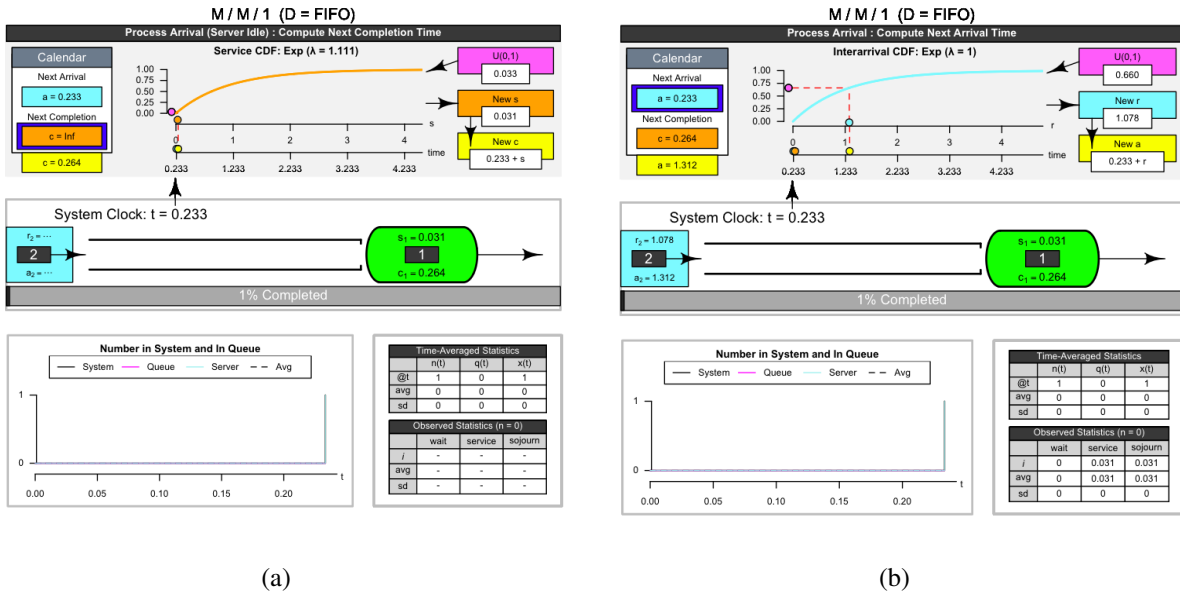 M / M / 1 (D = FIFO)
Process Arrival (Server Idle) : Compute Next Completion Time
Calendar
Next Arrival
a = 0.233
Next Completion
c = Inf
c = 0.264
Service CDF: Exp (λ = 1.111)
1.00
0.75
0.50
0.25
0.00
s
0 1 2 3 4
time
0.233 1.233 2.233 3.233 4.233
U(0,1)
0.033
New s
0.031
New c
0.233 + s
System Clock: t = 0.233
r2 = ...
2
a2 = ...
s1 = 0.031
1
c1 = 0.264
1% Completed
Number in System and In Queue
System Queue Server Avg
1
0
t
0.00 0.05 0.10 0.15 0.20
Time-Averaged Statistics
n(t) q(t) x(t)
@t 1 0 1
avg 0 0 0
sd 0 0 0
Observed Statistics (n = 0)
wait service sojourn
i - - -
avg - - -
sd - - -
(a)
M / M / 1 (D = FIFO)
Process Arrival : Compute Next Arrival Time
Calendar
Next Arrival
a = 0.233
Next Completion
c = 0.264
a = 1.312
Interarrival CDF: Exp (λ = 1)
1.00
0.75
0.50
0.25
0.00
r
0 1 2 3 4
time
0.233 1.233 2.233 3.233 4.233
U(0,1)
0.660
New r
1.078
New a
0.233 + r
System Clock: t = 0.233
r2 = 1.078
2
a2 = 1.312
s1 = 0.031
1
c1 = 0.264
1% Completed
Number in System and In Queue
System Queue Server Avg
1
0
t
0.00 0.05 0.10 0.15 0.20
Time-Averaged Statistics
n(t) q(t) x(t)
@t 1 0 1
avg 0 0 0
sd 0 0 0
Observed Statistics (n = 0)
wait service sojourn
i 0 0.031 0.031
avg 0 0.031 0.031
sd 0 0 0
(b)